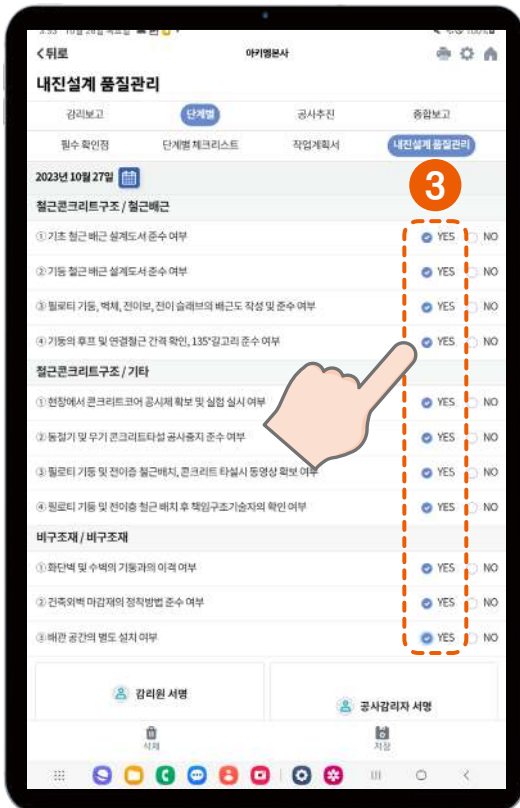 <뒤로 아키엠본사
내진설계 품질관리
감리보고 단계별 공사추진 종합보고
필수 확인점 단계별 체크리스트 작업계획서 내진설계 품질관리
2023년 10월 27일
3
철근콘크리트구조 / 철근배근
① 기초 철근 배근 설계도서 준수 여부 YES NO
② 기둥 철근 배근 설계도서 준수 여부 YES NO
③ 필로티 기둥, 벽체, 전이보, 전이 슬래브의 배근도 작성 및 준수 여부 YES NO
④ 기둥의 후프 및 연결철근 간격 확인, 135°갈고리 준수 여부 YES NO
철근콘크리트구조 / 기타
① 현장에서 콘크리트코어 공시체 확보 및 실험 실시 여부 YES NO
② 동절기 및 우기 콘크리트타설 공사중지 준수 여부 YES NO
③ 필로티 기둥 및 전이층 철근배치, 콘크리트 타설시 동영상 확보 여부 YES NO
④ 필로티 기둥 및 전이층 철근 배치 후 책임구조기술자의 확인 여부 YES NO
비구조재 / 비구조재
① 화단벽 및 수벽의 기둥과의 이격 여부 YES NO
② 건축외벽 마감재의 정착방법 준수 여부 YES NO
③ 배관 공간의 별도 설치 여부 YES NO
감리원 서명 공사감리자 서명
삭제 저장